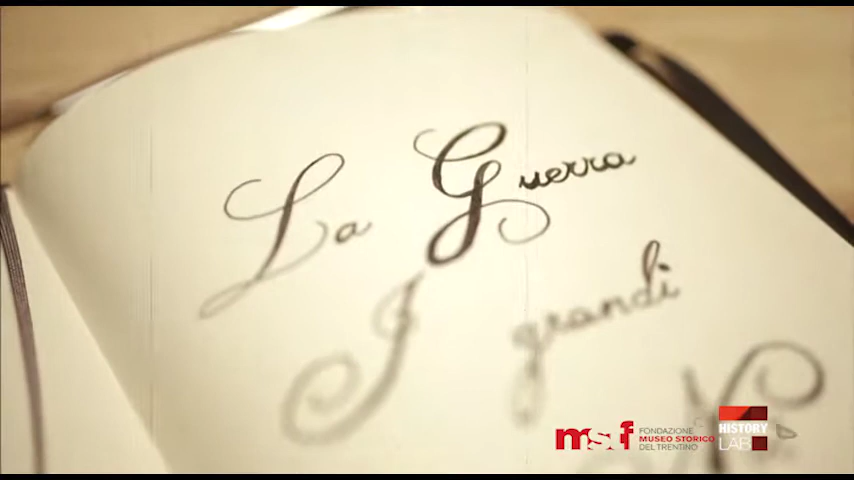 La Guerra
I grandi
N
msf FONDAZIONE
MUSEO STORICO
DEL TRENTINO
HISTORY
LAB